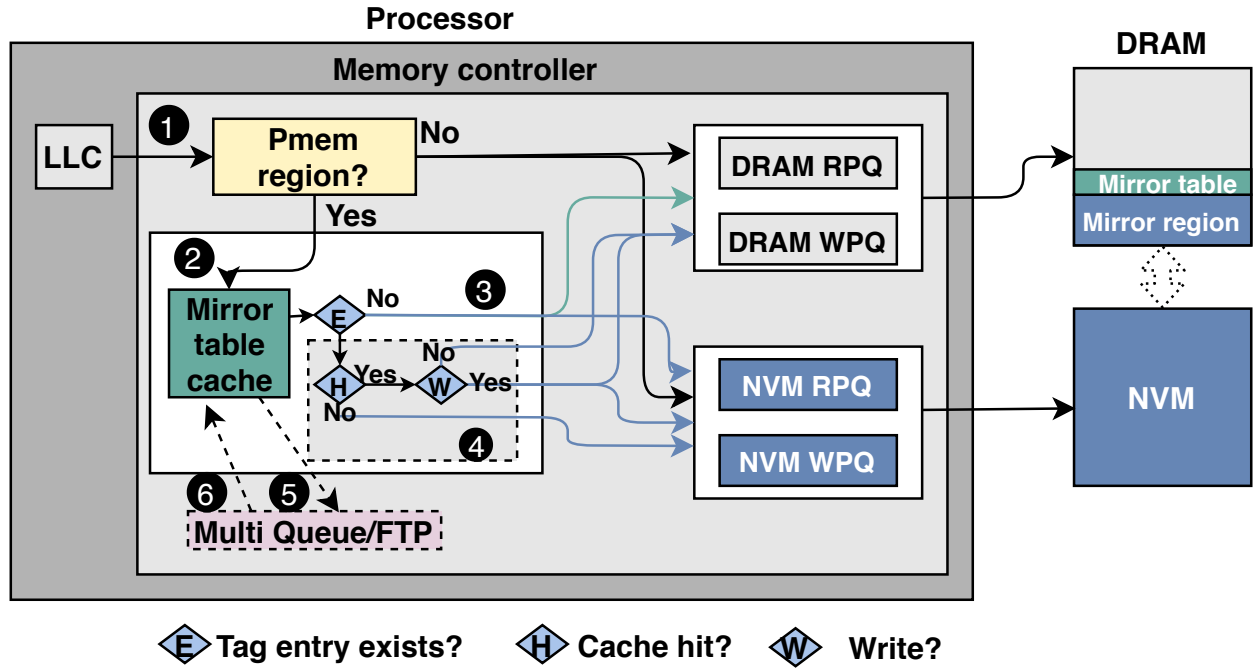 Processor
Memory controller
DRAM
LLC
1
Pmem
region?
No
Yes
DRAM RPQ
DRAM WPQ
Mirror table
Mirror region
2
Mirror
table
cache
E
No
3
H
Yes
No
W
Yes
No
4
NVM RPQ
NVM WPQ
NVM
6
5
Multi Queue/FTP
E Tag entry exists?
H Cache hit?
W Write?